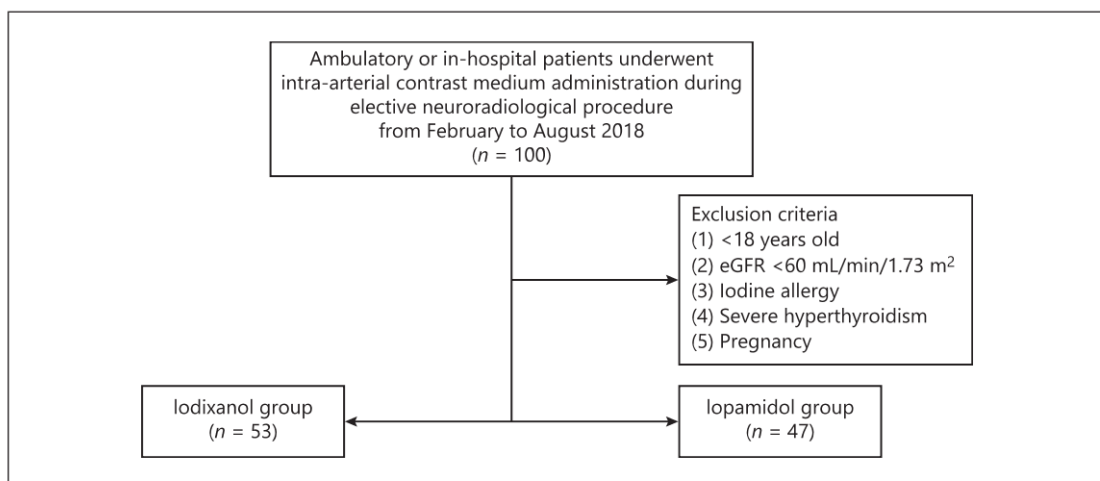 Ambulatory or in-hospital patients underwent
intra-arterial contrast medium administration during
elective neuroradiological procedure
from February to August 2018
(n = 100)
Exclusion criteria
(1) <18 years old
(2) eGFR <60 mL/min/1.73 m²
(3) Iodine allergy
(4) Severe hyperthyroidism
(5) Pregnancy
Iodixanol group
(n = 53)
Iopamidol group
(n = 47)